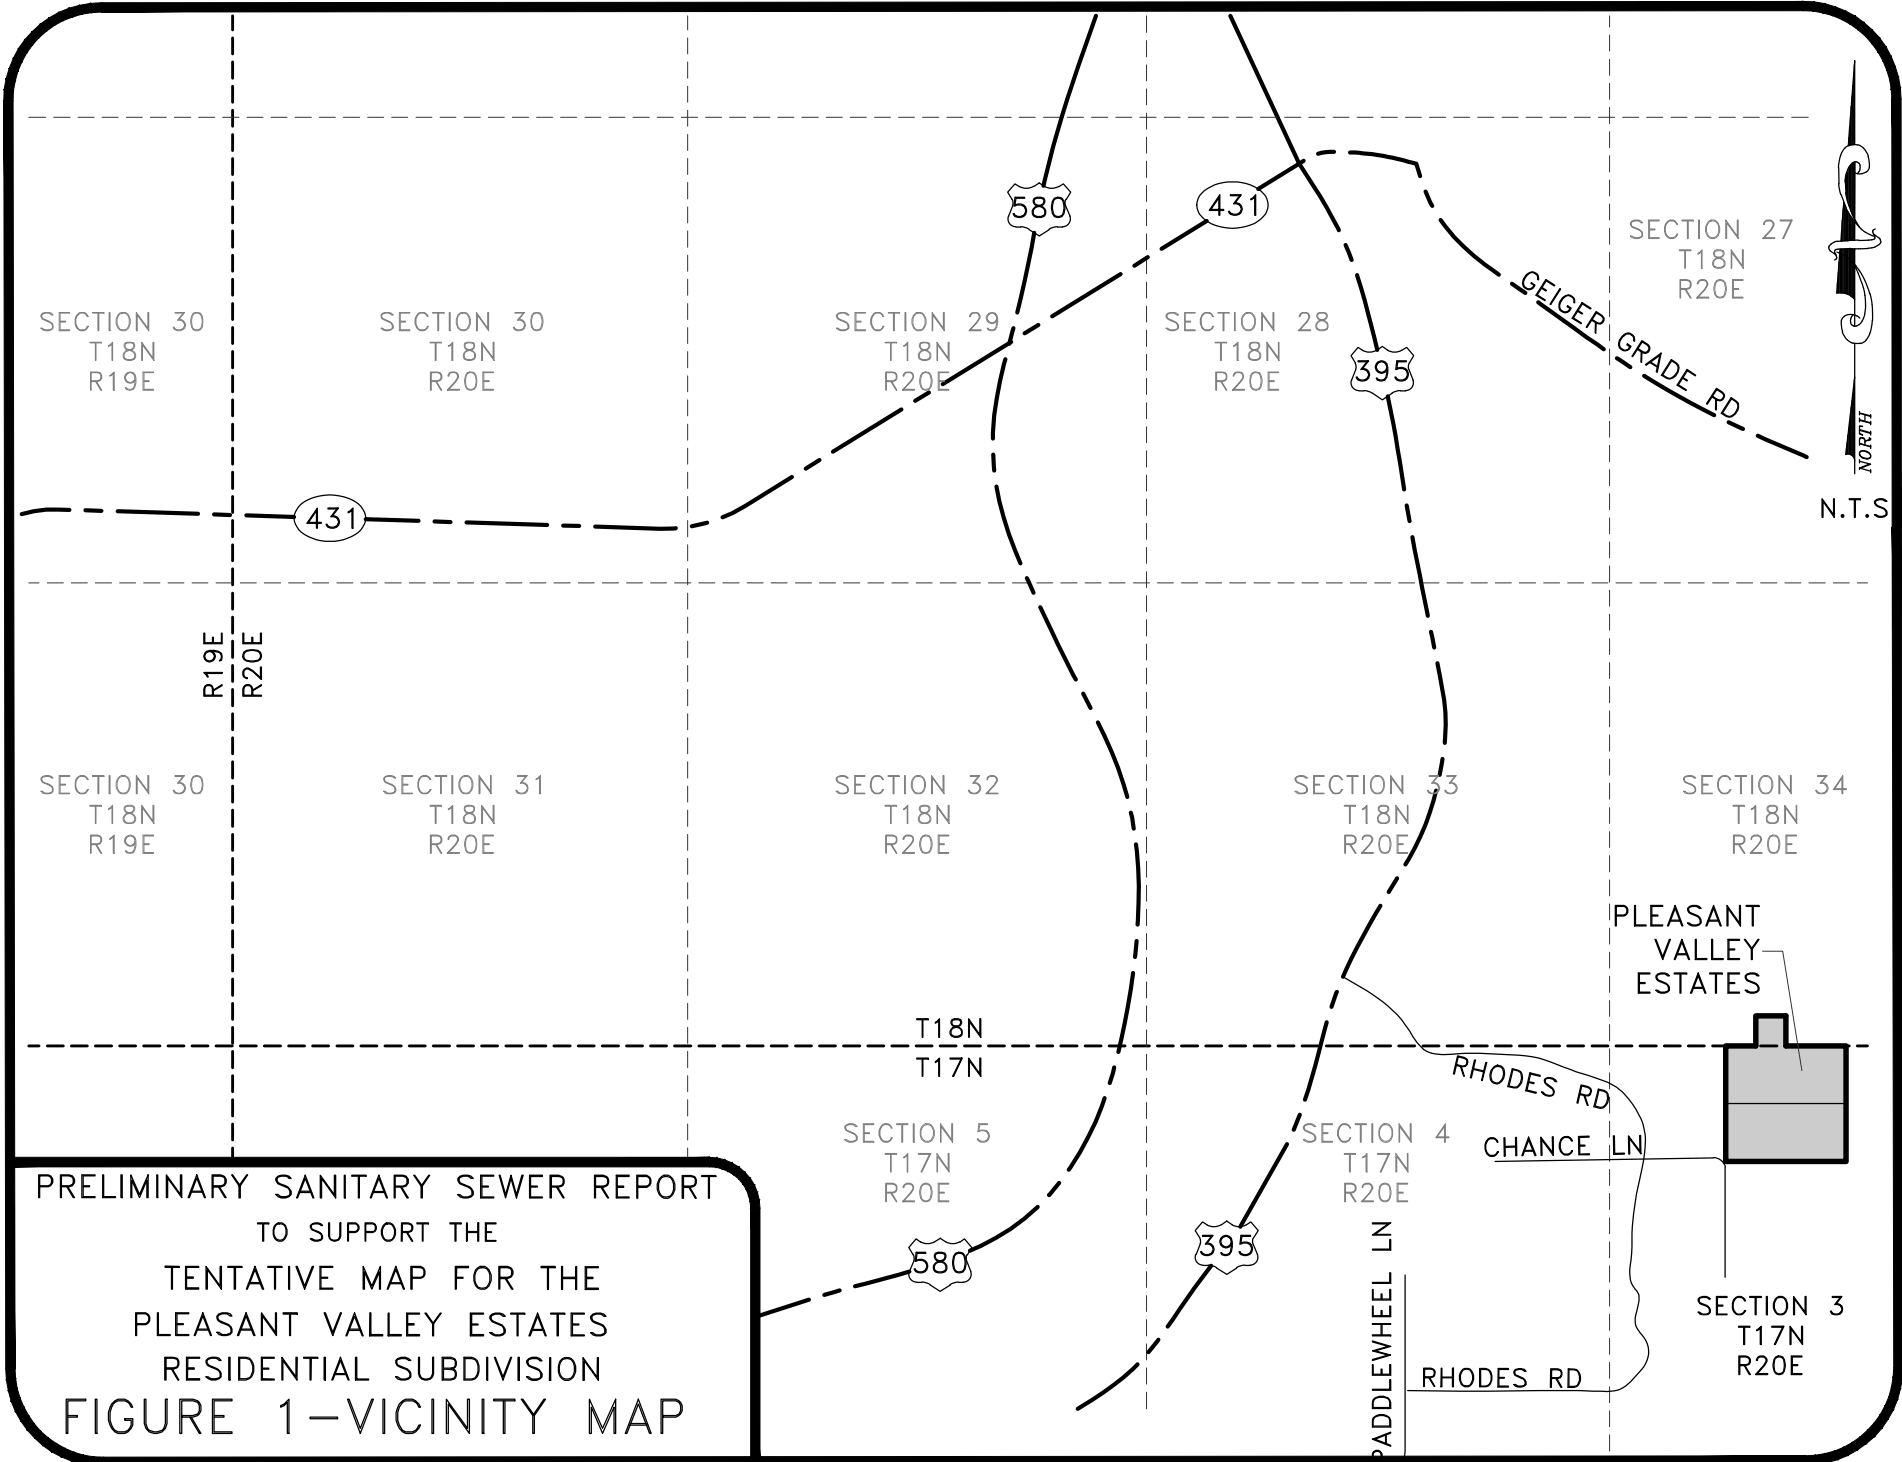 580
431
SECTION 27
T18N
R20E
GEIGER GRADE RD
NORTH
N.T.S
SECTION 30
T18N
R19E
SECTION 30
T18N
R20E
SECTION 29
T18N
R20E
SECTION 28
T18N
R20E
395
431
R19E
R20E
SECTION 30
T18N
R19E
SECTION 31
T18N
R20E
SECTION 32
T18N
R20E
SECTION 33
T18N
R20E
SECTION 34
T18N
R20E
PLEASANT
VALLEY
ESTATES
T18N
T17N
RHODES RD
SECTION 5
T17N
R20E
SECTION 4
T17N
R20E
CHANCE LN
580
395
PADDLEWHEEL LN
RHODES RD
SECTION 3
T17N
R20E
PRELIMINARY SANITARY SEWER REPORT
TO SUPPORT THE
TENTATIVE MAP FOR THE
PLEASANT VALLEY ESTATES
RESIDENTIAL SUBDIVISION
FIGURE 1-VICINITY MAP